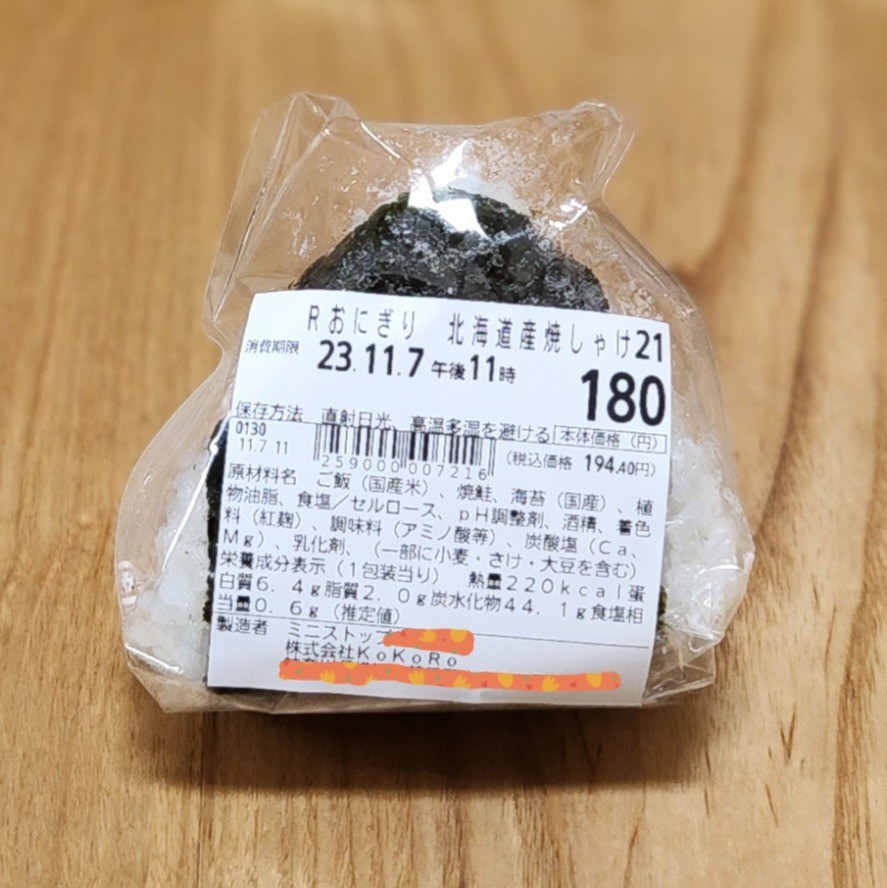 Rおにぎり 北海道産焼しゃけ21
消費期限 23.11.7 午後11時
180
保存方法 直射日光、高温多湿を避ける 本体価格(円)
0130
11.7 11
259000 007216
(税込価格 194.40円)
原材料名 ご飯(国産米)、焼鮭、海苔(国産)、植
物油脂、食塩/セルロース、pH調整剤、酒精、着色
料(紅麹)、調味料(アミノ酸等)、炭酸塩(Ca、
Mg)、乳化剤、(一部に小麦・さけ・大豆を含む)
栄養成分表示(1包装当り) 熱量220kcal蛋
白質6.4g脂質2.0g炭水化物44.1g食塩相
当量0.6g(推定値)
製造者 ミニストップ
株式会社KoKoRo